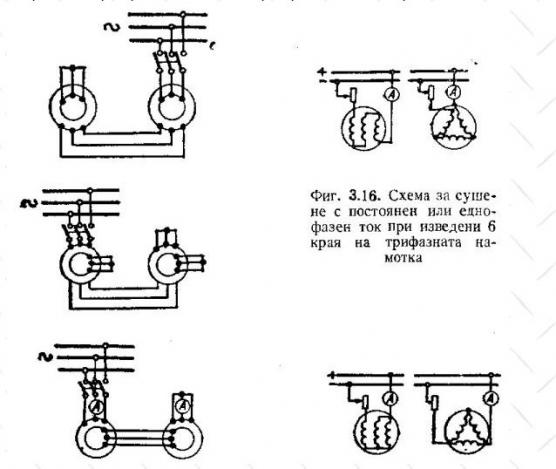 ~
~
~
+
−
A
A
Фиг. 3.16. Схема за суше-
не с постоянен или едно-
фазен ток при изведени 6
края на трифазната на-
мотка
A
A
+
−
A
A